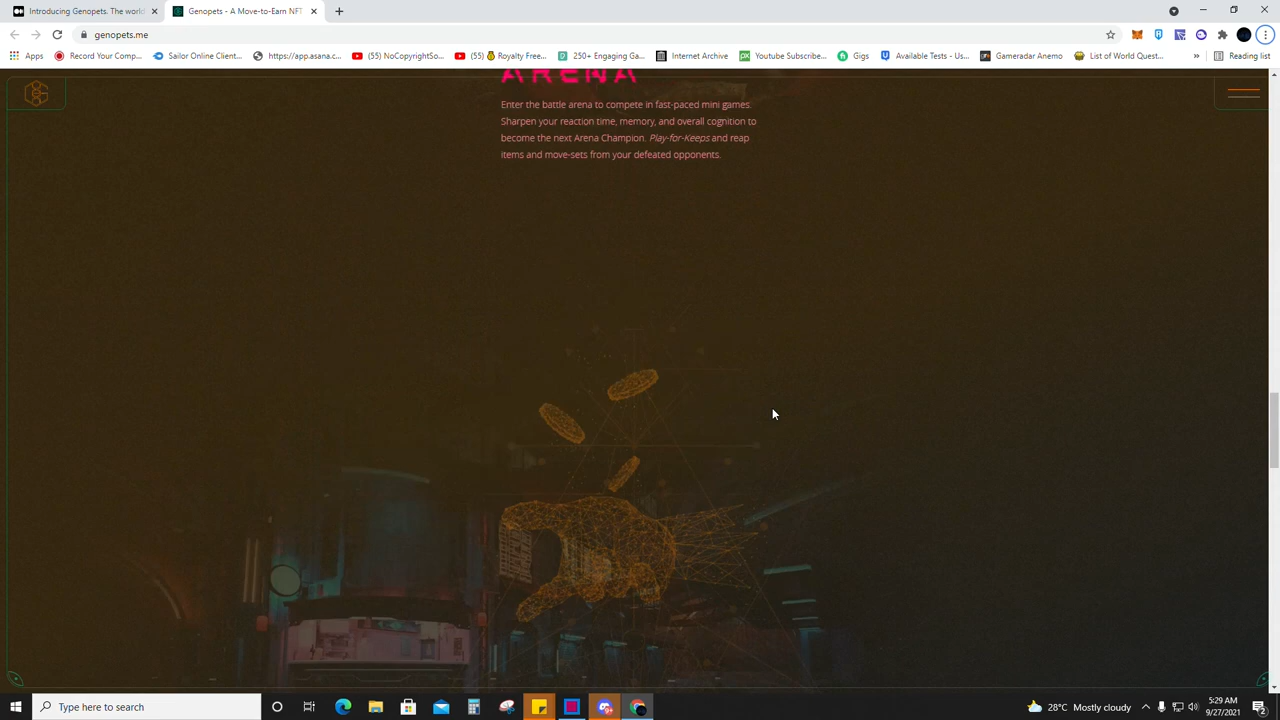 Introducing Genopets. The world
Genopets - A Move-to-Earn NFT
genopets.me
Apps
Record Your Comp...
Sailor Online Client...
https://app.asana.c...
(55) NoCopyrightSo...
(55) Royalty Free...
250+ Engaging Ga...
Internet Archive
Youtube Subscribe...
Gigs
Available Tests - Us...
Gameradar Anemo
List of World Quest...
»
Reading list
ARENA
Enter the battle arena to compete in fast-paced mini games.
Sharpen your reaction time, memory, and overall cognition to
become the next Arena Champion. Play-for-Keeps and reap
items and move-sets from your defeated opponents.
Type here to search
28°C Mostly cloudy
5:29 AM
9/27/2021